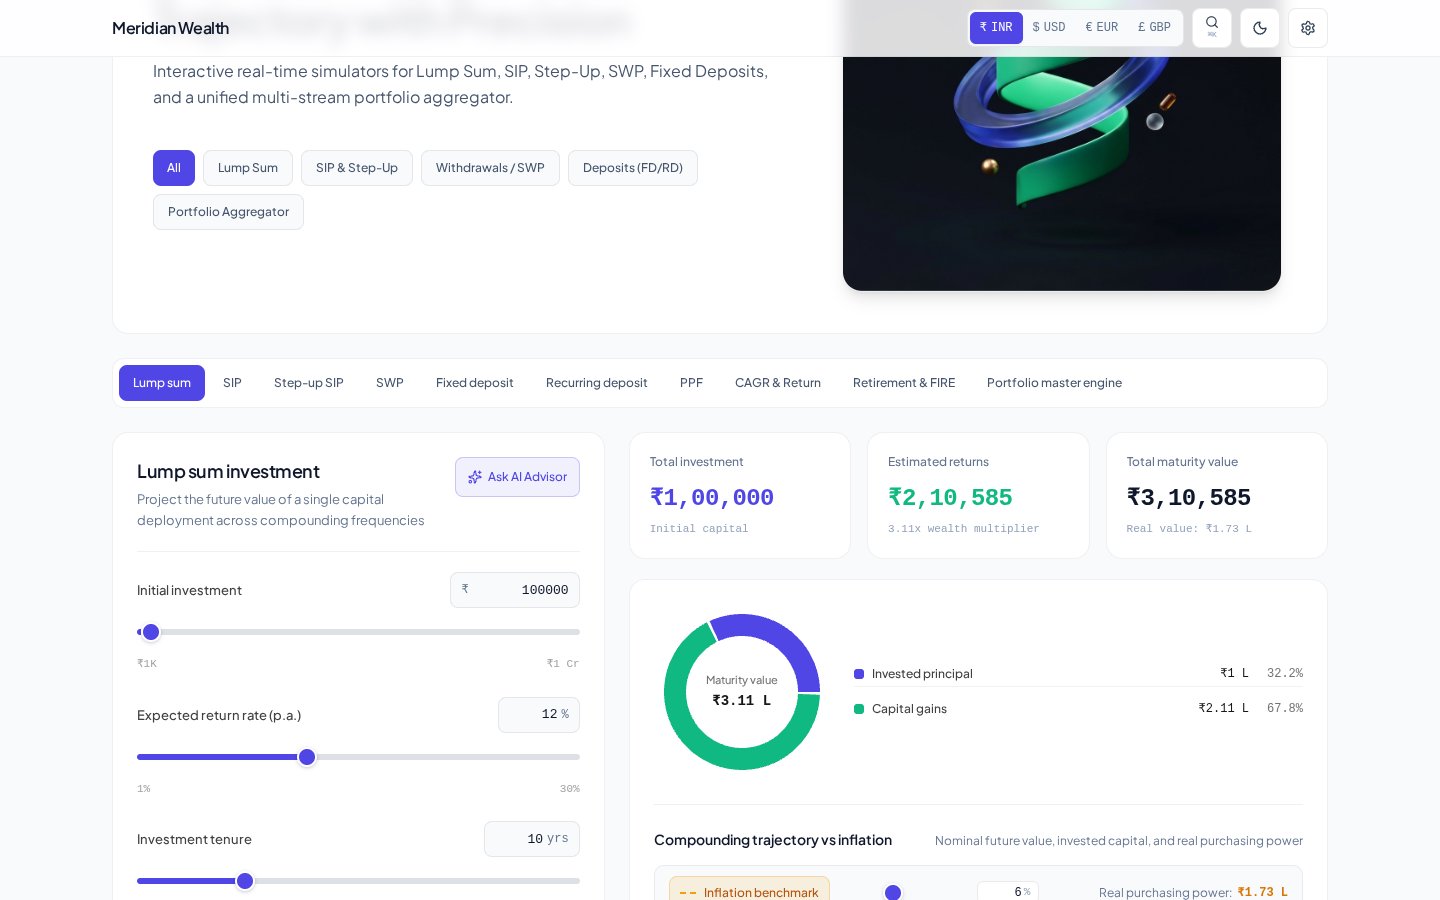 Trajectory with Precision
Meridian Wealth
₹ INR
$ USD
€ EUR
£ GBP
⌘K
Interactive real-time simulators for Lump Sum, SIP, Step-Up, SWP, Fixed Deposits,
and a unified multi-stream portfolio aggregator.
All
Lump Sum
SIP & Step-Up
Withdrawals / SWP
Deposits (FD/RD)
Portfolio Aggregator
Lump sum
SIP
Step-up SIP
SWP
Fixed deposit
Recurring deposit
PPF
CAGR & Return
Retirement & FIRE
Portfolio master engine
Lump sum investment
Ask AI Advisor
Project the future value of a single capital
deployment across compounding frequencies
Initial investment
₹ 100000
₹1K
₹1 Cr
Expected return rate (p.a.)
12 %
1%
30%
Investment tenure
10 yrs
Total investment
₹1,00,000
Initial capital
Estimated returns
₹2,10,585
3.11x wealth multiplier
Total maturity value
₹3,10,585
Real value: ₹1.73 L
Maturity value
₹3.11 L
Invested principal ₹1 L 32.2%
Capital gains ₹2.11 L 67.8%
Compounding trajectory vs inflation
Nominal future value, invested capital, and real purchasing power
Inflation benchmark
6 %
Real purchasing power: ₹1.73 L